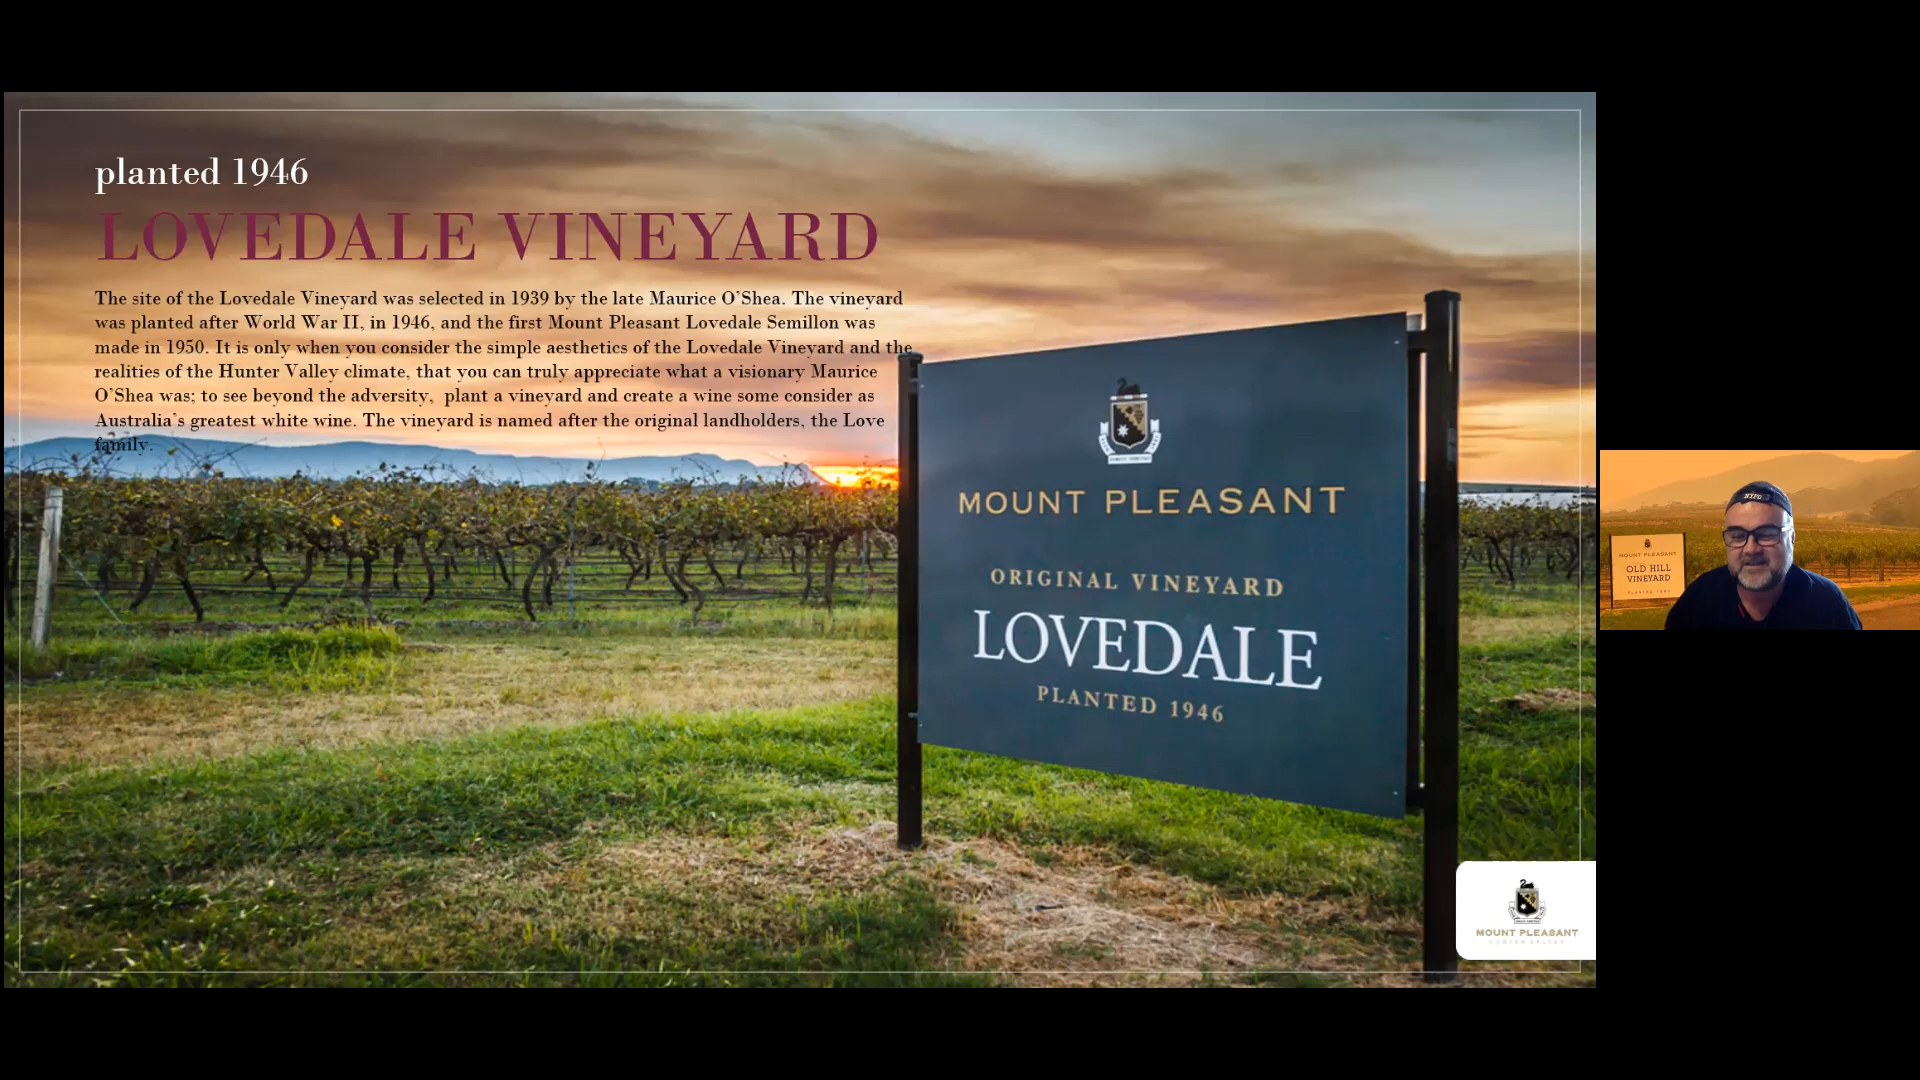 planted 1946
LOVEDALE VINEYARD
The site of the Lovedale Vineyard was selected in 1939 by the late Maurice O'Shea. The vineyard
was planted after World War II, in 1946, and the first Mount Pleasant Lovedale Semillon was
made in 1950. It is only when you consider the simple aesthetics of the Lovedale Vineyard and the
realities of the Hunter Valley climate, that you can truly appreciate what a visionary Maurice
O'Shea was; to see beyond the adversity,  plant a vineyard and create a wine some consider as
Australia's greatest white wine. The vineyard is named after the original landholders, the Love
family.
MOUNT PLEASANT
ORIGINAL VINEYARD
LOVEDALE
PLANTED 1946
MOUNT PLEASANT
HUNTER VALLEY
NYPD
MOUNT PLEASANT
OLD HILL
VINEYARD